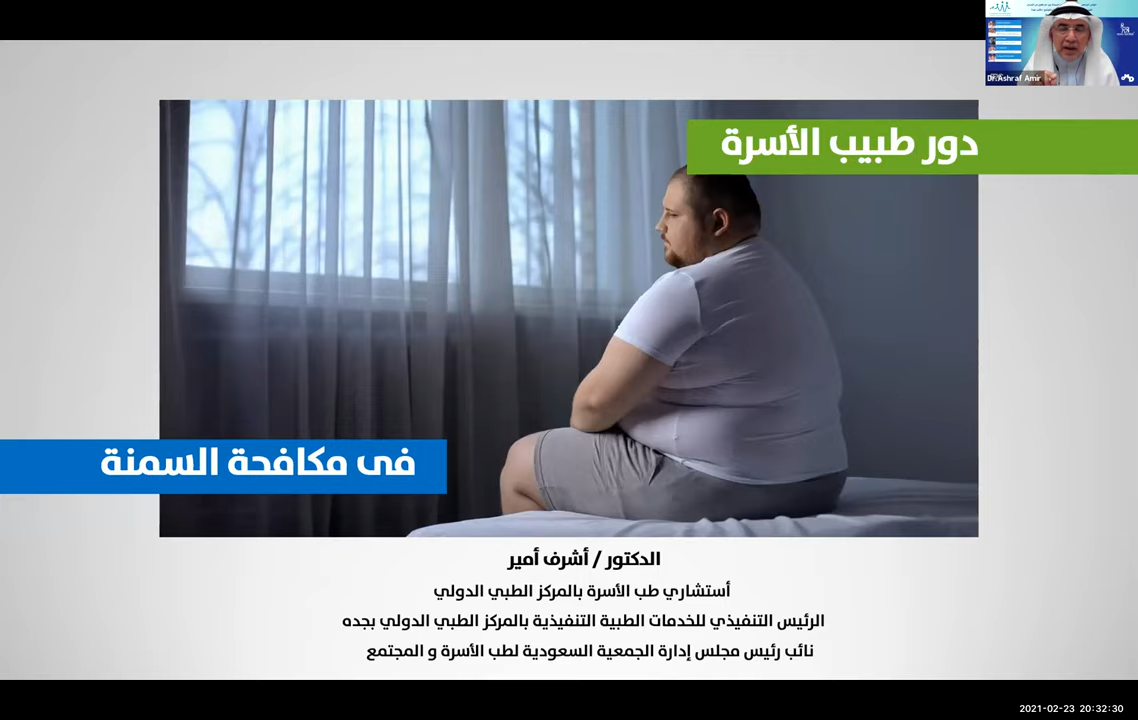 Dr.Ashraf Amir
دور طبيب الأسرة
فى مكافحة السمنة
الدكتور / أشرف أمير
أستشاري طب الأسرة بالمركز الطبي الدولي
الرئيس التنفيذي للخدمات الطبية التنفيذية بالمركز الطبي الدولي بجده
نائب رئيس مجلس إدارة الجمعية السعودية لطب الأسرة و المجتمع
2021-02-23 20:32:30